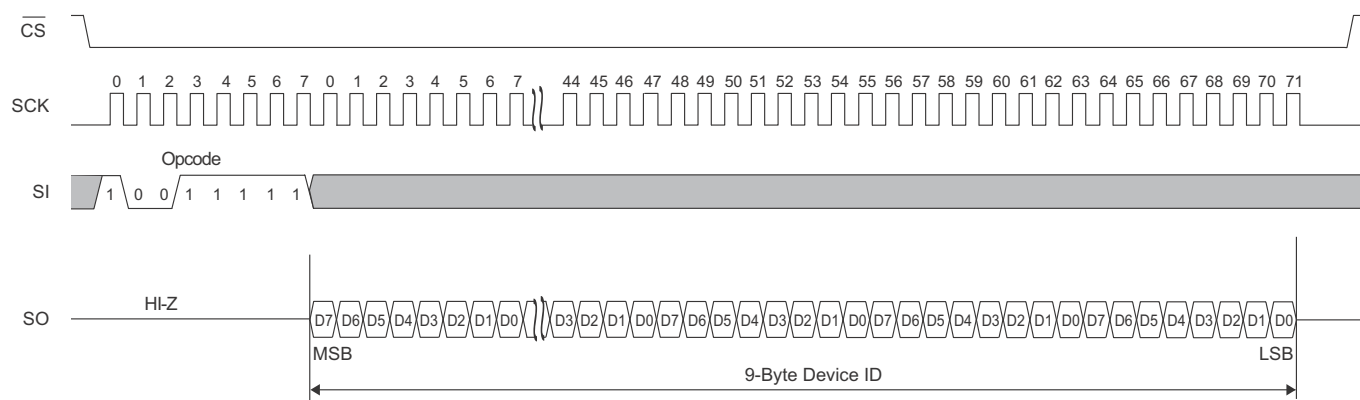 CS
0 1 2 3 4 5 6 7 0 1 2 3 4 5 6 7 44 45 46 47 48 49 50 51 52 53 54 55 56 57 58 59 60 61 62 63 64 65 66 67 68 69 70 71
SCK
Opcode
SI 1 0 0 1 1 1 1 1
HI-Z
SO D7 D6 D5 D4 D3 D2 D1 D0 D3 D2 D1 D0 D7 D6 D5 D4 D3 D2 D1 D0 D7 D6 D5 D4 D3 D2 D1 D0 D7 D6 D5 D4 D3 D2 D1 D0
MSB LSB
9-Byte Device ID